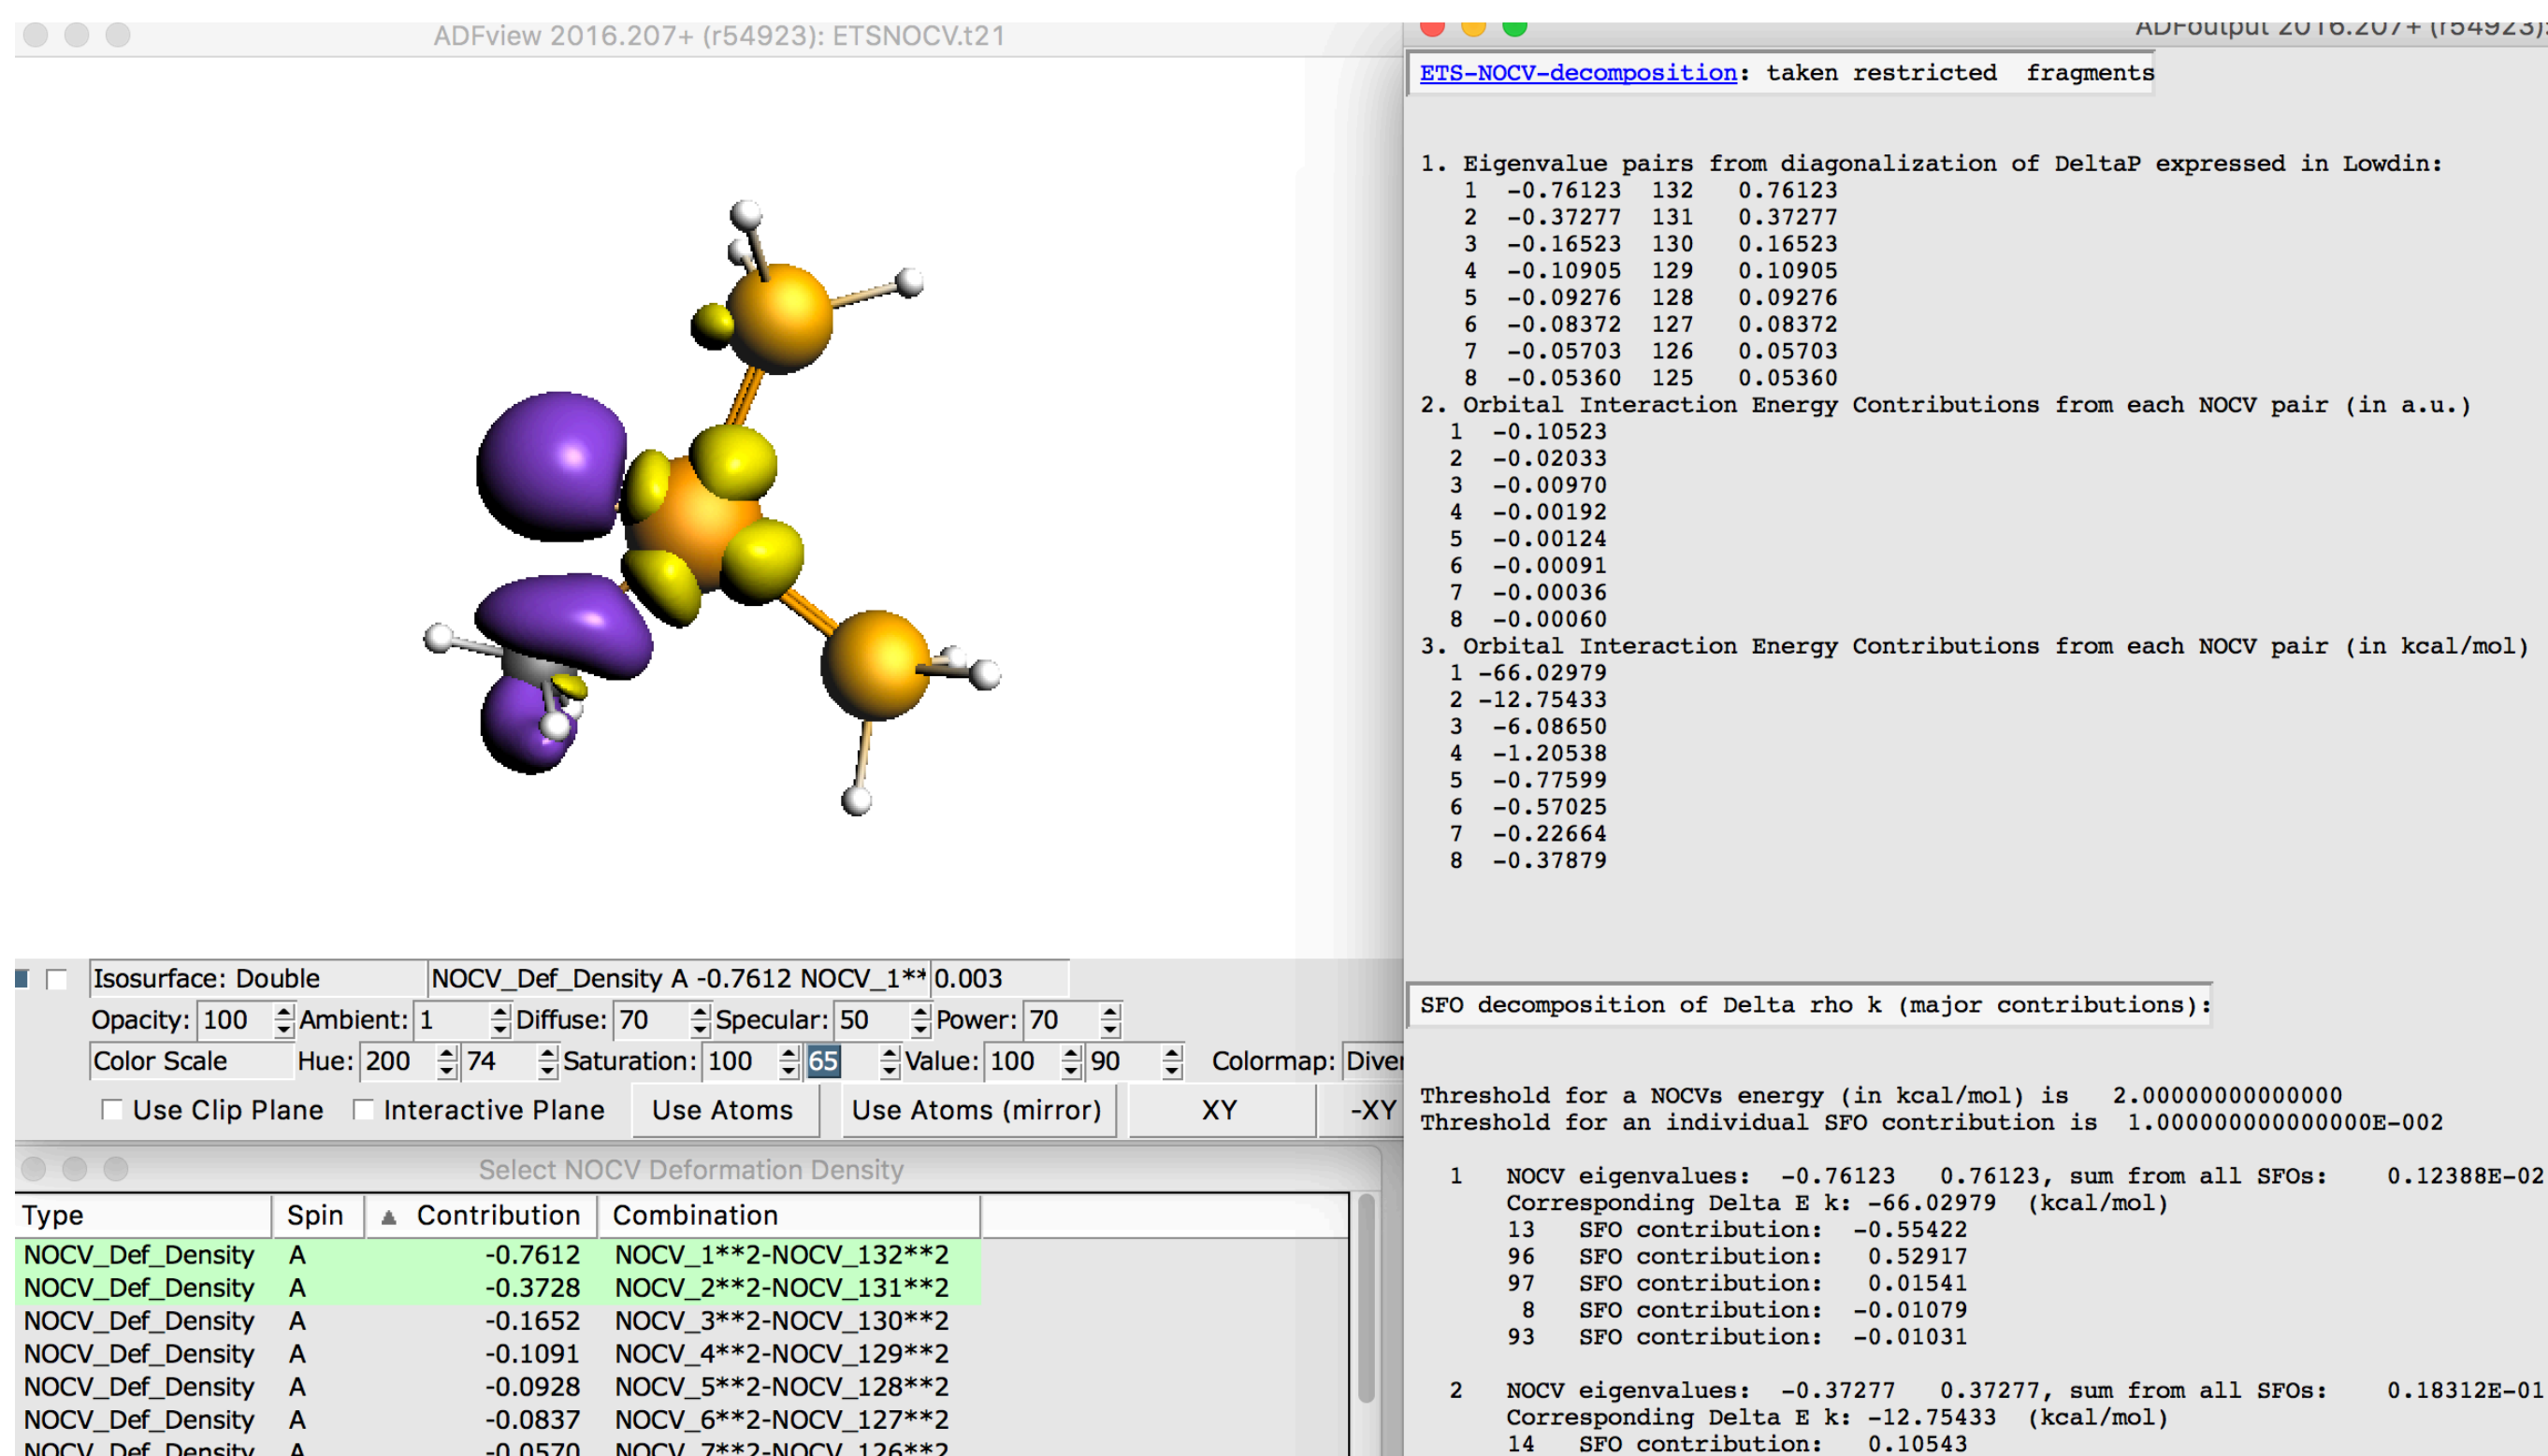 ADFview 2016.207+ (r54923): ETSNOCV.t21
Isosurface: Double NOCV_Def_Density A -0.7612 NOCV_1** 0.003
Opacity: 100 Ambient: 1 Diffuse: 70 Specular: 50 Power: 70
Color Scale Hue: 200 74 Saturation: 100 65 Value: 100 90 Colormap: Diver
Use Clip Plane Interactive Plane Use Atoms Use Atoms (mirror) XY -XY
Select NOCV Deformation Density
Type Spin Contribution Combination
NOCV_Def_Density A -0.7612 NOCV_1**2-NOCV_132**2
NOCV_Def_Density A -0.3728 NOCV_2**2-NOCV_131**2
NOCV_Def_Density A -0.1652 NOCV_3**2-NOCV_130**2
NOCV_Def_Density A -0.1091 NOCV_4**2-NOCV_129**2
NOCV_Def_Density A -0.0928 NOCV_5**2-NOCV_128**2
NOCV_Def_Density A -0.0837 NOCV_6**2-NOCV_127**2
NOCV_Def_Density A -0.0570 NOCV_7**2-NOCV_126**2
ADFoutput 2016.207+ (r54923):
ETS-NOCV-decomposition: taken restricted fragments
1. Eigenvalue pairs from diagonalization of DeltaP expressed in Lowdin:
1 -0.76123 132 0.76123
2 -0.37277 131 0.37277
3 -0.16523 130 0.16523
4 -0.10905 129 0.10905
5 -0.09276 128 0.09276
6 -0.08372 127 0.08372
7 -0.05703 126 0.05703
8 -0.05360 125 0.05360
2. Orbital Interaction Energy Contributions from each NOCV pair (in a.u.)
1 -0.10523
2 -0.02033
3 -0.00970
4 -0.00192
5 -0.00124
6 -0.00091
7 -0.00036
8 -0.00060
3. Orbital Interaction Energy Contributions from each NOCV pair (in kcal/mol)
1 -66.02979
2 -12.75433
3 -6.08650
4 -1.20538
5 -0.77599
6 -0.57025
7 -0.22664
8 -0.37879
SFO decomposition of Delta rho k (major contributions):
Threshold for a NOCVs energy (in kcal/mol) is 2.00000000000000
Threshold for an individual SFO contribution is 1.000000000000000E-002
1 NOCV eigenvalues: -0.76123 0.76123, sum from all SFOs: 0.12388E-02
Corresponding Delta E k: -66.02979 (kcal/mol)
13 SFO contribution: -0.55422
96 SFO contribution: 0.52917
97 SFO contribution: 0.01541
8 SFO contribution: -0.01079
93 SFO contribution: -0.01031
2 NOCV eigenvalues: -0.37277 0.37277, sum from all SFOs: 0.18312E-01
Corresponding Delta E k: -12.75433 (kcal/mol)
14 SFO contribution: 0.10543